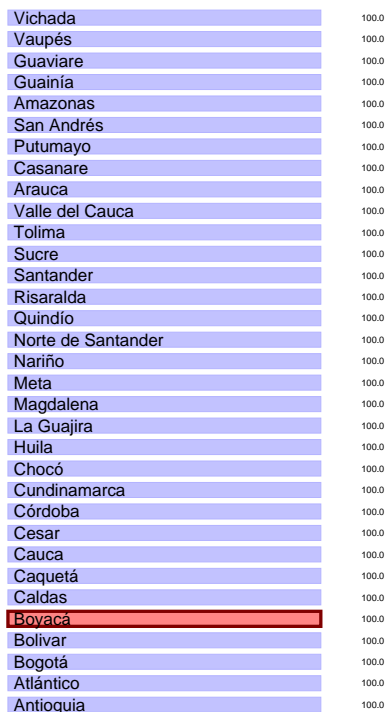 Vichada 100.0
Vaupés 100.0
Guaviare 100.0
Guainía 100.0
Amazonas 100.0
San Andrés 100.0
Putumayo 100.0
Casanare 100.0
Arauca 100.0
Valle del Cauca 100.0
Tolima 100.0
Sucre 100.0
Santander 100.0
Risaralda 100.0
Quindío 100.0
Norte de Santander 100.0
Nariño 100.0
Meta 100.0
Magdalena 100.0
La Guajira 100.0
Huila 100.0
Chocó 100.0
Cundinamarca 100.0
Córdoba 100.0
Cesar 100.0
Cauca 100.0
Caquetá 100.0
Caldas 100.0
Boyacá 100.0
Bolivar 100.0
Bogotá 100.0
Atlántico 100.0
Antioquia 100.0